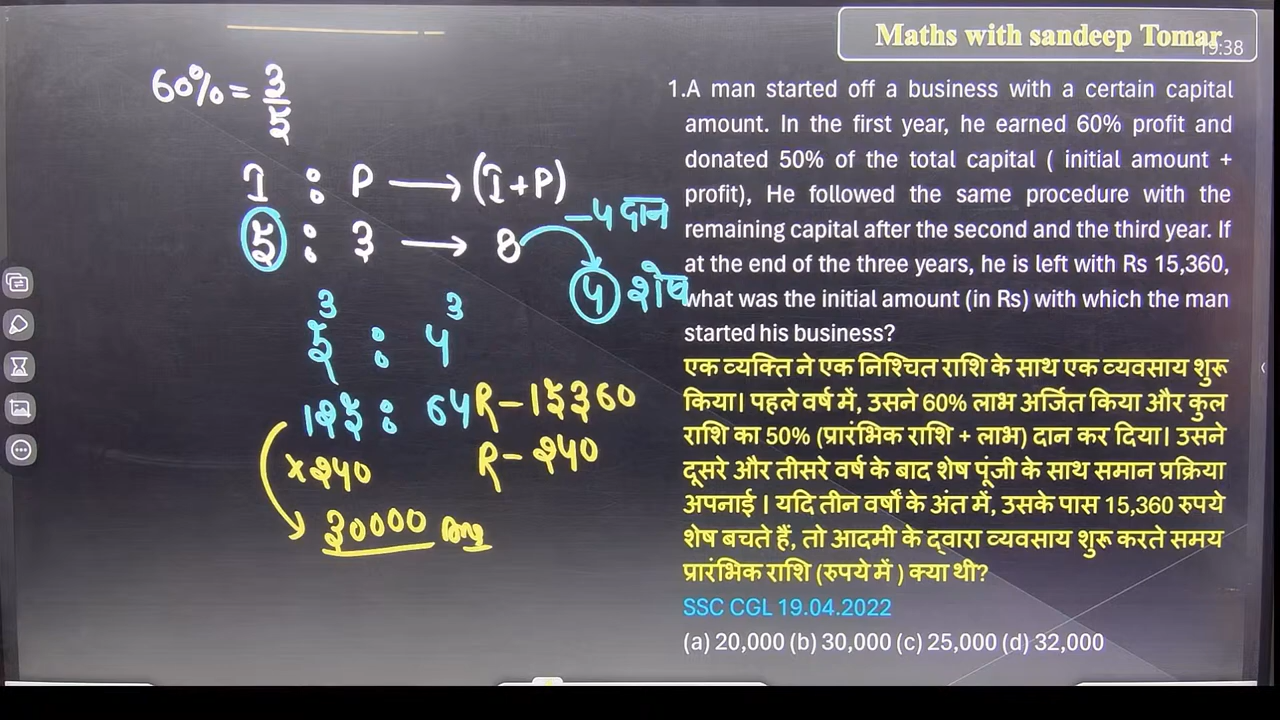 Maths with sandeep Tomar
19:38
60% = 3/5
I : P → (I+P)
5 : 3 → 8
-4 दान
4 शेष
5³ : 4³
125 : 64R - 15360
×240 R - 240
30000 Ans
1.A man started off a business with a certain capital
amount. In the first year, he earned 60% profit and
donated 50% of the total capital ( initial amount +
profit), He followed the same procedure with the
remaining capital after the second and the third year. If
at the end of the three years, he is left with Rs 15,360,
what was the initial amount (in Rs) with which the man
started his business?
एक व्यक्ति ने एक निश्चित राशि के साथ एक व्यवसाय शुरू
किया। पहले वर्ष में, उसने 60% लाभ अर्जित किया और कुल
राशि का 50% (प्रारंभिक राशि + लाभ) दान कर दिया। उसने
दूसरे और तीसरे वर्ष के बाद शेष पूंजी के साथ समान प्रक्रिया
अपनाई । यदि तीन वर्षों के अंत में, उसके पास 15,360 रुपये
शेष बचते हैं, तो आदमी के द्वारा व्यवसाय शुरू करते समय
प्रारंभिक राशि (रुपये में ) क्या थी?
SSC CGL 19.04.2022
(a) 20,000 (b) 30,000 (c) 25,000 (d) 32,000